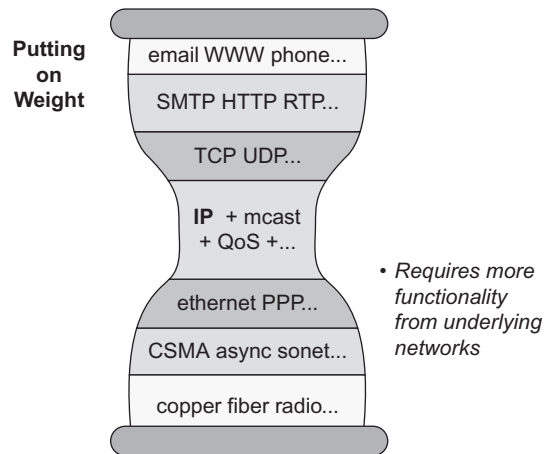 Putting
on
Weight
email WWW phone...
SMTP HTTP RTP...
TCP UDP...
IP + mcast
+ QoS +...
ethernet PPP...
CSMA async sonet...
copper fiber radio...
• Requires more
functionality
from underlying
networks